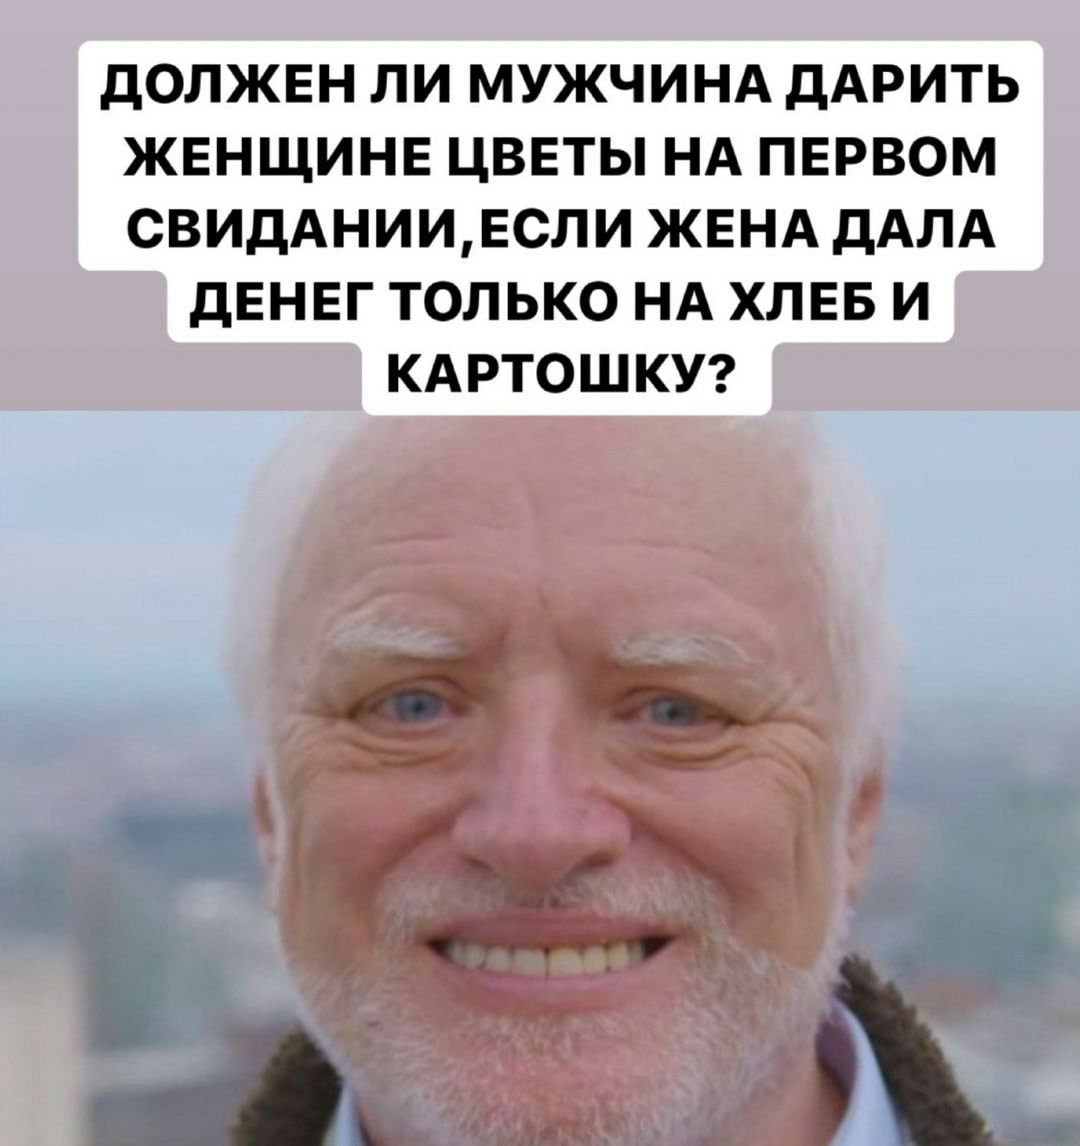 ДОЛЖЕН ЛИ МУЖЧИНА ДАРИТЬ
ЖЕНЩИНЕ ЦВЕТЫ НА ПЕРВОМ
СВИДАНИИ,ЕСЛИ ЖЕНА ДАЛА
ДЕНЕГ ТОЛЬКО НА ХЛЕБ И
КАРТОШКУ?